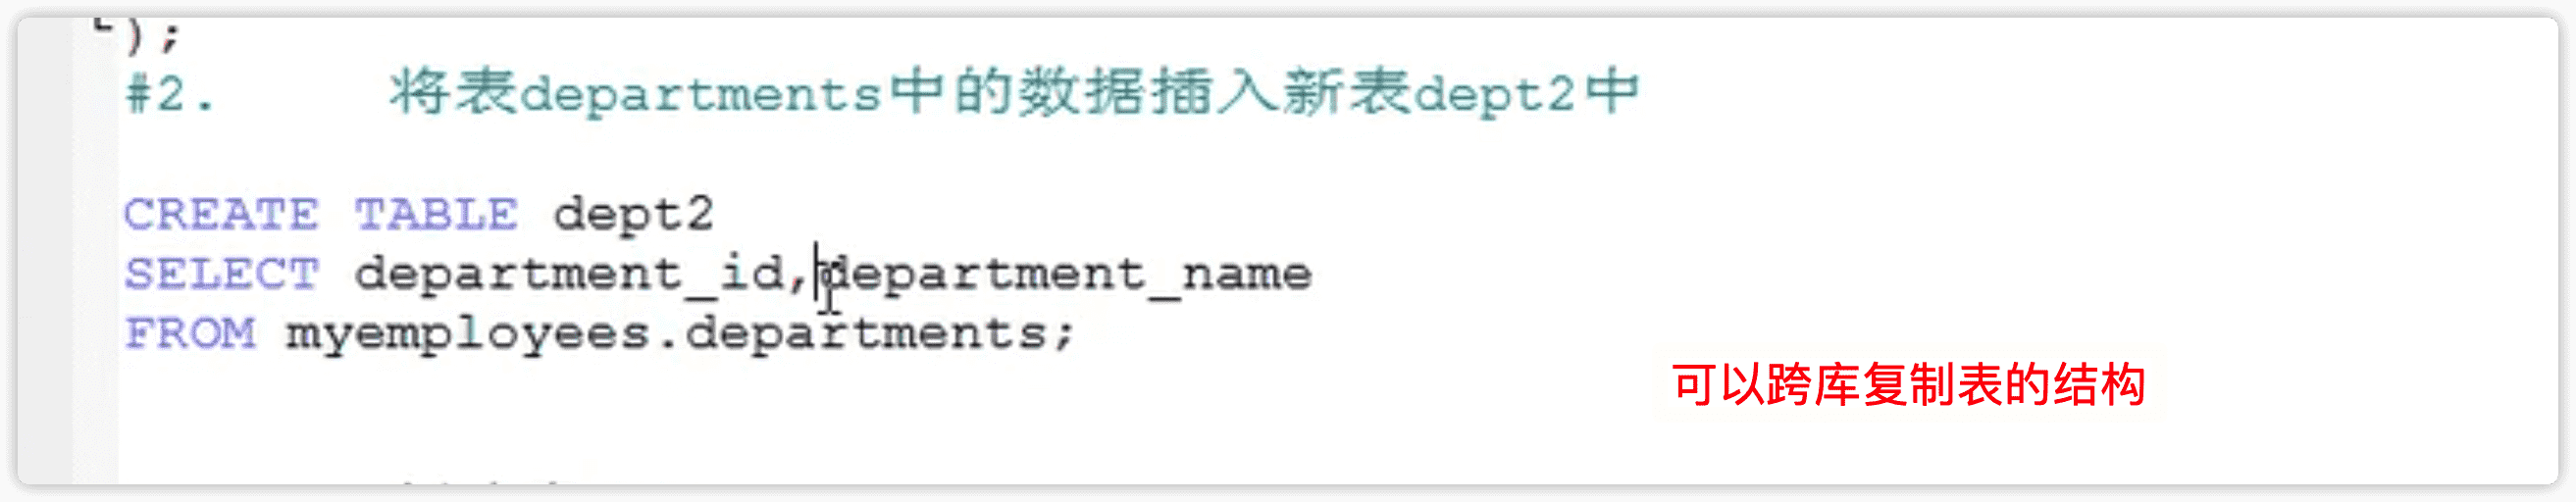 );
#2. 将表departments中的数据插入新表dept2中
CREATE TABLE dept2
SELECT department_id,department_name
FROM myemployees.departments;
可以跨库复制表的结构